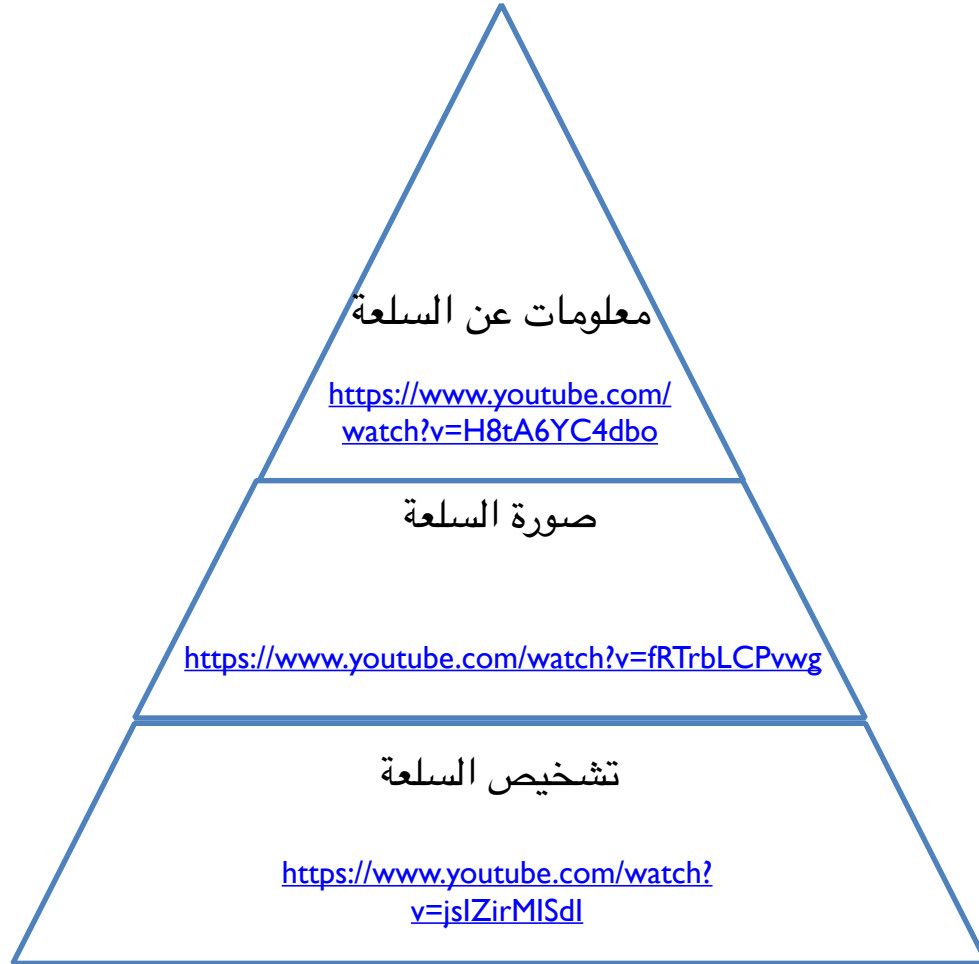 معلومات عن السلعة
https://www.youtube.com/
watch?v=H8tA6YC4dbo
صورة السلعة
https://www.youtube.com/watch?v=fRTrbLCPvwg
تشخيص السلعة
https://www.youtube.com/watch?
v=jsIZirMISdI